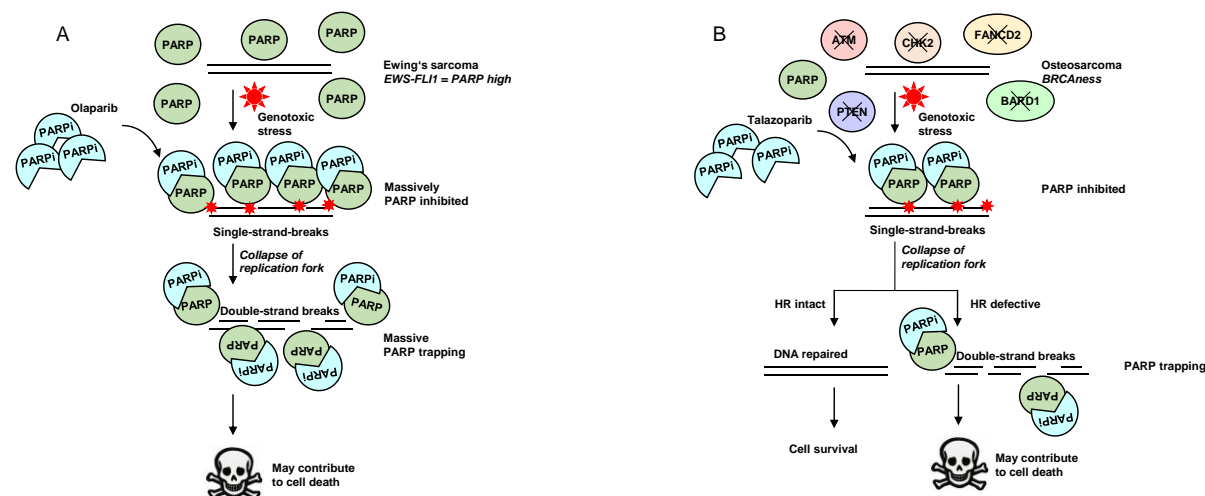 A
PARP
PARP
PARP
PARP
PARP
Ewing's sarcoma
EWS-FLI1 = PARP high
Olaparib
Genotoxic
stress
PARPi
PARPi
PARPi
PARPi
PARPi
PARPi
PARPi
PARP
PARP
PARP
PARP
Massively
PARP inhibited
Single-strand-breaks
Collapse of
replication fork
PARPi
PARP
PARPi
PARP
Double-strand breaks
PARP
PARPi
PARP
PARPi
Massive
PARP trapping
May contribute
to cell death
B
ATM
CHK2
FANCD2
PARP
PTEN
BARD1
Osteosarcoma
BRCAness
Talazoparib
Genotoxic
stress
PARPi
PARPi
PARPi
PARPi
PARPi
PARP
PARP
PARP inhibited
Single-strand-breaks
Collapse of
replication fork
HR intact
HR defective
DNA repaired
PARPi
PARP
Double-strand breaks
PARP
PARPi
PARP trapping
Cell survival
May contribute
to cell death